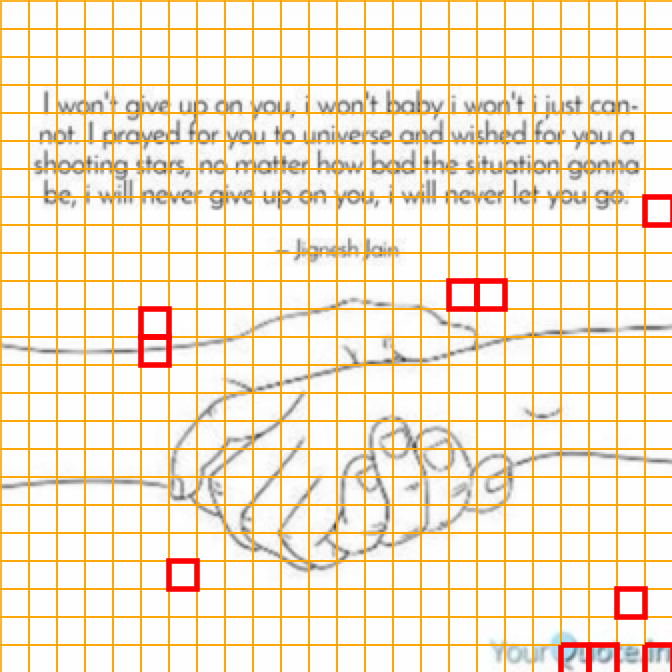 I won't give up on you, i won't baby i won't i just can-
not. I prayed for you to universe and wished for you a
shooting stars, no matter how bad the situation gonna
be, i will never give up on you, i will never let you go.
-- Jignesh Jain
YourQuote.in